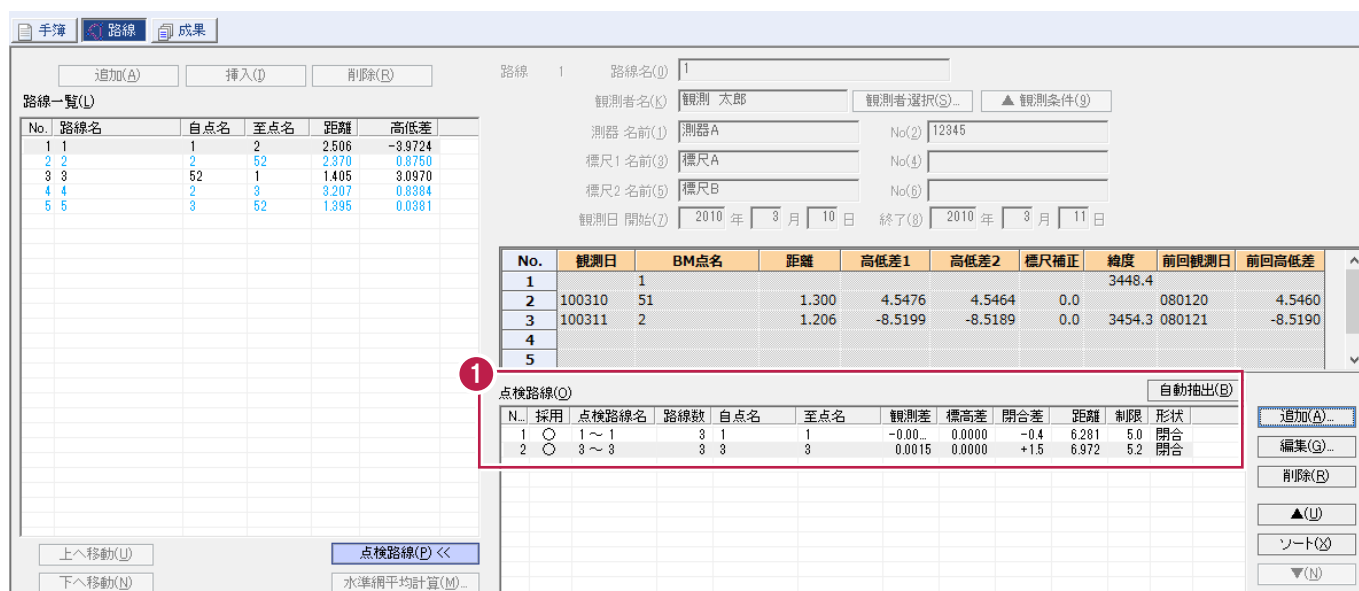 手簿 路線 成果
追加(A) 挿入(I) 削除(R)
路線一覧(L)
No. 路線名 自点名 至点名 距離 高低差
1 1 1 2 2.506 -3.9724
2 2 2 52 2.370 0.8750
3 3 52 1 1.405 3.0970
4 4 2 3 3.207 0.8384
5 5 3 52 1.395 0.0381
上へ移動(U) 点検路線(P) <<
下へ移動(N) 水準網平均計算(M)...
路線 1 路線名(0) 1
観測者名(K) 観測 太郎 観測者選択(S)... ▲ 観測条件(9)
測器 名前(1) 測器A No(2) 12345
標尺1 名前(3) 標尺A No(4)
標尺2 名前(5) 標尺B No(6)
観測日 開始(7) 2010 年 3 月 10 日 終了(8) 2010 年 3 月 11 日
No. 観測日 BM点名 距離 高低差1 高低差2 標尺補正 緯度 前回観測日 前回高低差
1 1 3448.4
2 100310 51 1.300 4.5476 4.5464 0.0 080120 4.5460
3 100311 2 1.206 -8.5199 -8.5189 0.0 3454.3 080121 -8.5190
4
5
1
点検路線(O) 自動抽出(B)
N... 採用 点検路線名 路線数 自点名 至点名 観測差 標高差 閉合差 距離 制限 形状
1 ○ 1～1 3 1 1 -0.00... 0.0000 -0.4 6.281 5.0 閉合
2 ○ 3～3 3 3 3 0.0015 0.0000 +1.5 6.972 5.2 閉合
追加(A)...
編集(G)...
削除(R)
▲(U)
ソート(X)
▼(N)